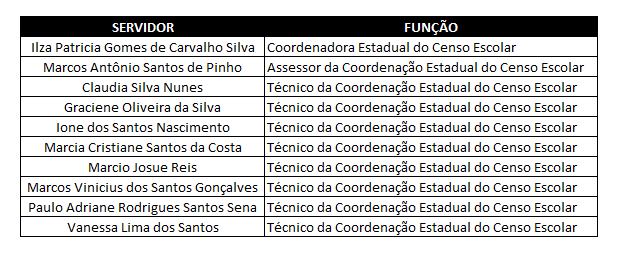 SERVIDOR FUNÇÃO
Ilza Patricia Gomes de Carvalho Silva Coordenadora Estadual do Censo Escolar
Marcos Antônio Santos de Pinho Assessor da Coordenação Estadual do Censo Escolar
Claudia Silva Nunes Técnico da Coordenação Estadual do Censo Escolar
Graciene Oliveira da Silva Técnico da Coordenação Estadual do Censo Escolar
Ione dos Santos Nascimento Técnico da Coordenação Estadual do Censo Escolar
Marcia Cristiane Santos da Costa Técnico da Coordenação Estadual do Censo Escolar
Marcio Josue Reis Técnico da Coordenação Estadual do Censo Escolar
Marcos Vinicius dos Santos Gonçalves Técnico da Coordenação Estadual do Censo Escolar
Paulo Adriane Rodrigues Santos Sena Técnico da Coordenação Estadual do Censo Escolar
Vanessa Lima dos Santos Técnico da Coordenação Estadual do Censo Escolar